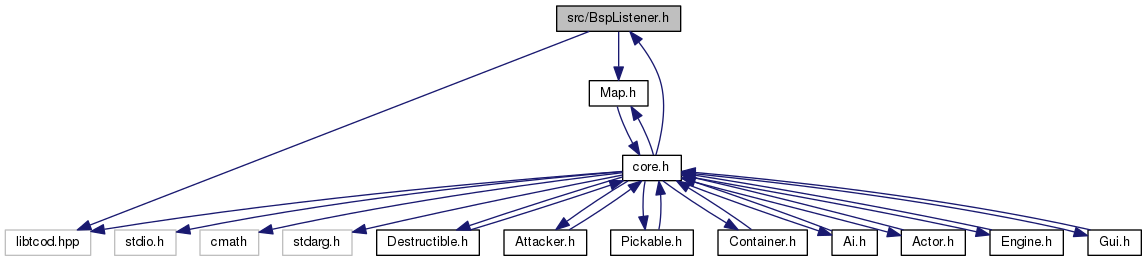 src/BspListener.h
Map.h
core.h
libtcod.hpp
stdio.h
cmath
stdarg.h
Destructible.h
Attacker.h
Pickable.h
Container.h
Ai.h
Actor.h
Engine.h
Gui.h